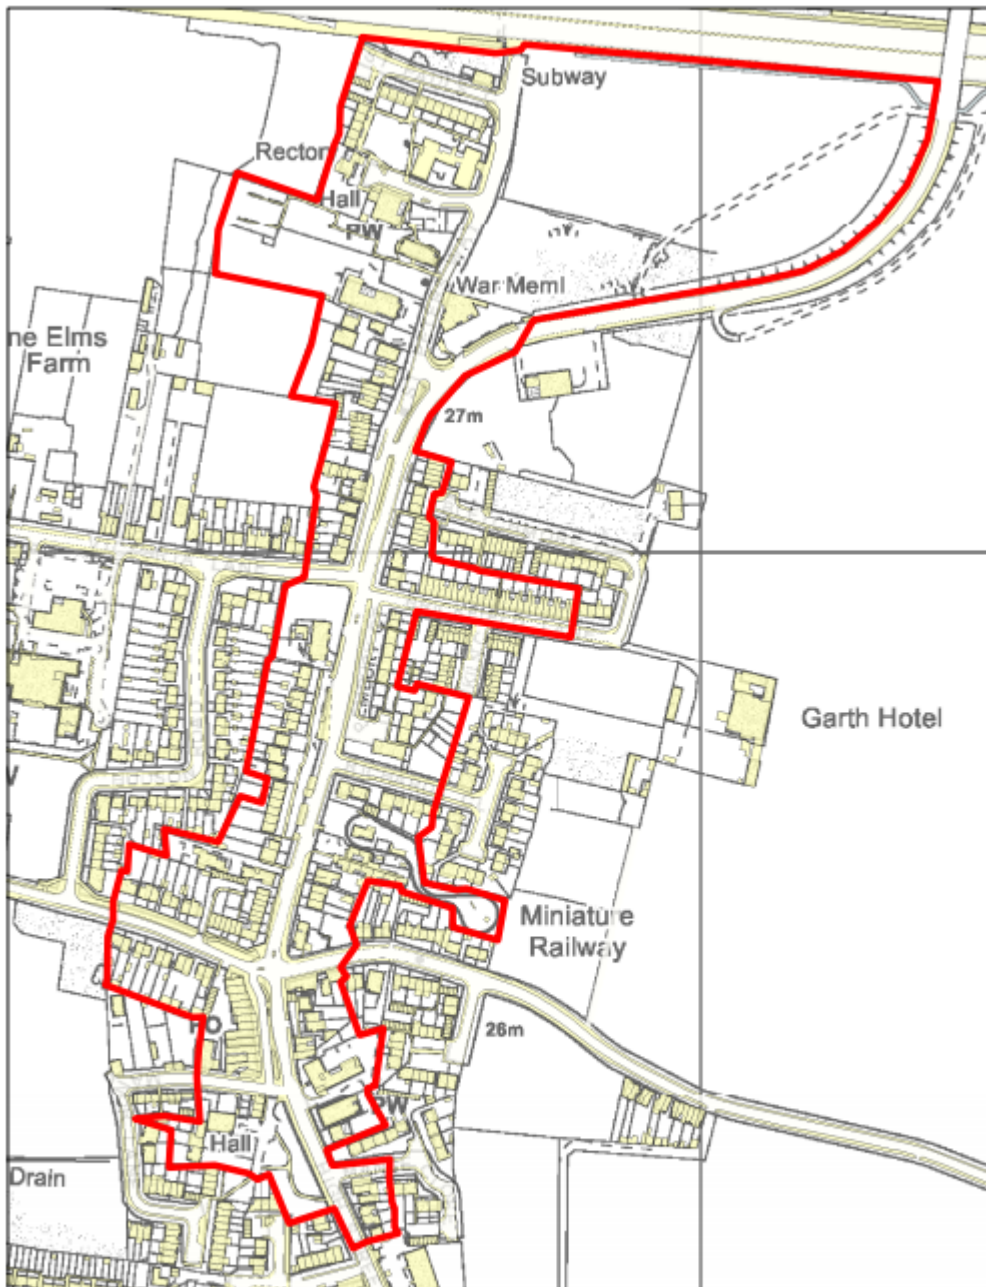 Subway
Rectory
Hall
PW
War Meml
ne Elms
Farm
27m
Garth Hotel
Miniature
Railway
PO
26m
PW
Hall
Drain